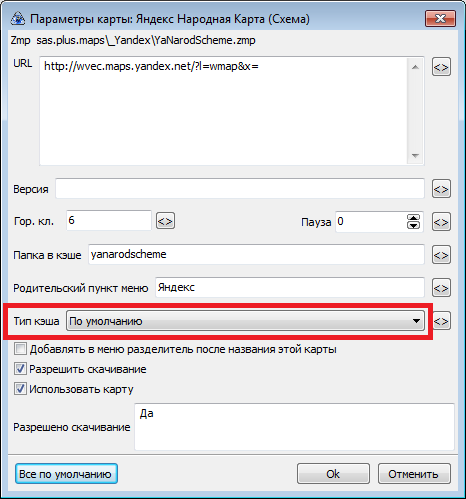 Параметры карты: Яндекс Народная Карта (Схема)
Zmp sas.plus.maps\_Yandex\YaNarodScheme.zmp
URL http://wvec.maps.yandex.net/?l=wmap&x= <>
Версия <>
Гор. кл. 6 <> Пауза 0 <>
Папка в кэше yanarodscheme <>
Родительский пункт меню Яндекс <>
Тип кэша По умолчанию <>
Добавлять в меню разделитель после названия этой карты
Разрешить скачивание
Использовать карту
Разрешено скачивание Да
Все по умолчанию Ok Отменить